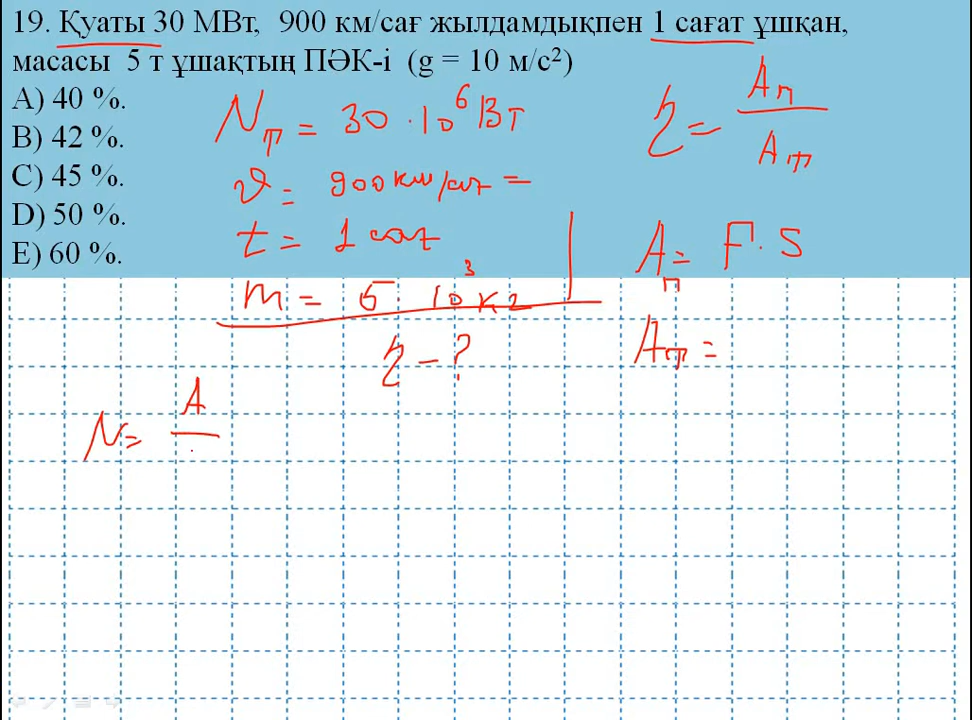 19. Қуаты 30 МВт, 900 км/сағ жылдамдықпен 1 сағат ұшқан,
масасы 5 т ұшақтың ПӘК-і (g = 10 м/с²)
A) 40 %.
B) 42 %.
C) 45 %.
D) 50 %.
E) 60 %.
Nт = 30 · 10⁶ Вт
ϑ = 900 км/сағ =
t = 1 сағ
m = 5 · 10³ кг
η – ?
η = Aп / Aт
Aп = F · S
Aт =
N = A